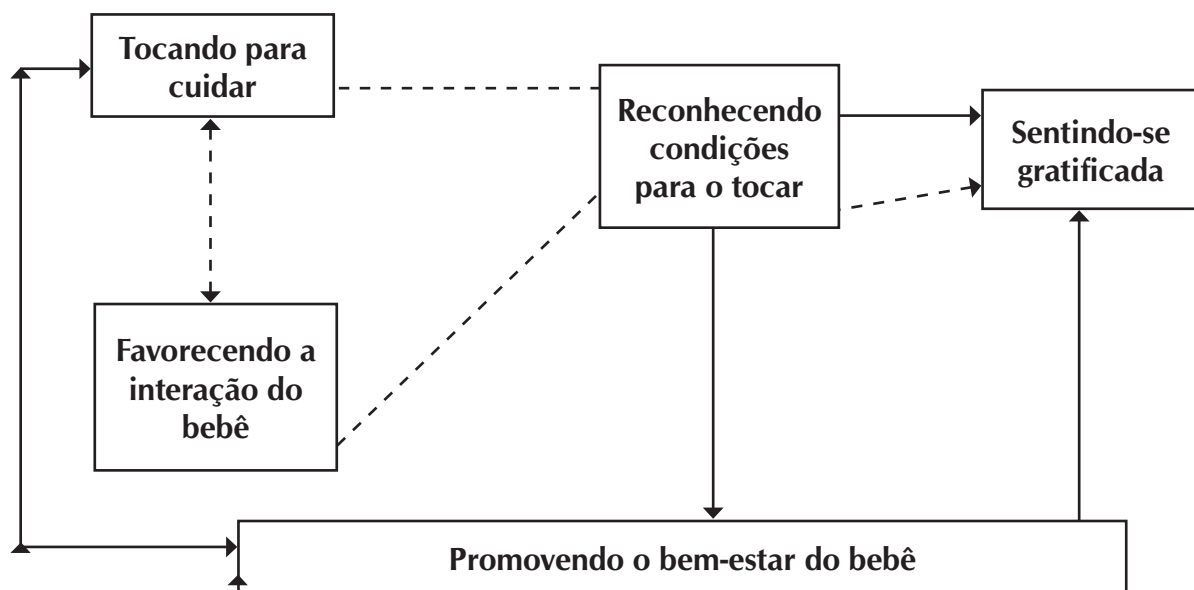 Tocando para
cuidar
Reconhecendo
condições
para o tocar
Sentindo-se
gratificada
Favorecendo a
interação do
bebê
Promovendo o bem-estar do bebê